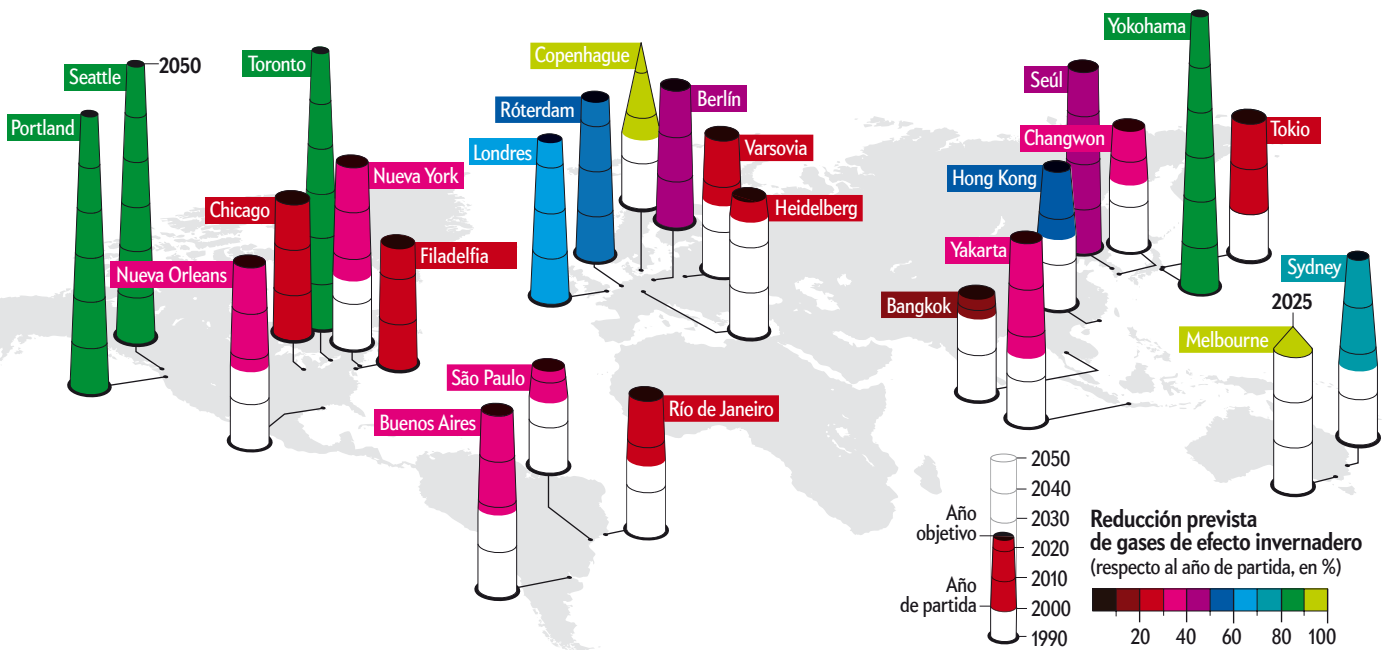 Yokohama
Toronto
Seattle
2050
Copenhague
Seúl
Portland
Róterdam
Berlín
Changwon
Tokio
Londres
Varsovia
Nueva York
Hong Kong
Chicago
Heidelberg
Filadelfia
Yakarta
Nueva Orleans
Sydney
Bangkok
2025
Melbourne
São Paulo
Río de Janeiro
Buenos Aires
2050
2040
2030
2020
2010
2000
1990
Año
objetivo
Año
de partida
Reducción prevista
de gases de efecto invernadero
(respecto al año de partida, en %)
20 40 60 80 100